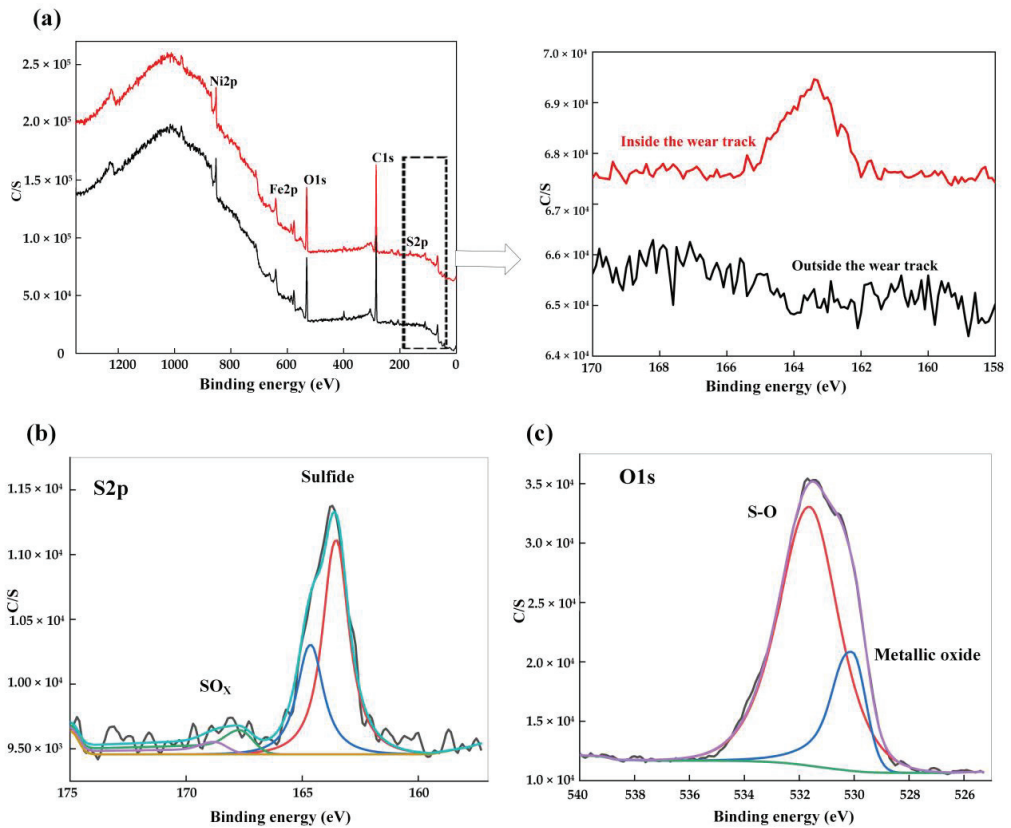 (a)
2.5 × 10⁵
2.0 × 10⁵
1.5 × 10⁵
1.0 × 10⁵
5.0 × 10⁴
0
C/S
Ni2p
Fe2p
O1s
C1s
S2p
1200 1000 800 600 400 200 0
Binding energy (eV)
7.0 × 10⁴
6.9 × 10⁴
6.8 × 10⁴
6.7 × 10⁴
6.6 × 10⁴
6.5 × 10⁴
6.4 × 10⁴
C/S
Inside the wear track
Outside the wear track
170 168 166 164 162 160 158
Binding energy (eV)
(b)
S2p
Sulfide
SOₓ
1.15 × 10⁴
1.10 × 10⁴
1.05 × 10⁴
1.00 × 10⁴
9.50 × 10³
C/S
175 170 165 160
Binding energy (eV)
(c)
O1s
S-O
Metallic oxide
3.5 × 10⁴
3.0 × 10⁴
2.5 × 10⁴
2.0 × 10⁴
1.5 × 10⁴
1.0 × 10⁴
C/S
540 538 536 534 532 530 528 526
Binding energy (eV)